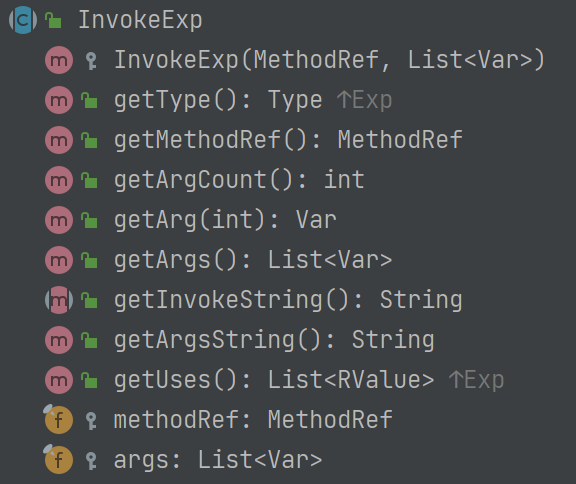 InvokeExp
InvokeExp(MethodRef, List<Var>)
getType(): Type ↑Exp
getMethodRef(): MethodRef
getArgCount(): int
getArg(int): Var
getArgs(): List<Var>
getInvokeString(): String
getArgsString(): String
getUses(): List<RValue> ↑Exp
methodRef: MethodRef
args: List<Var>